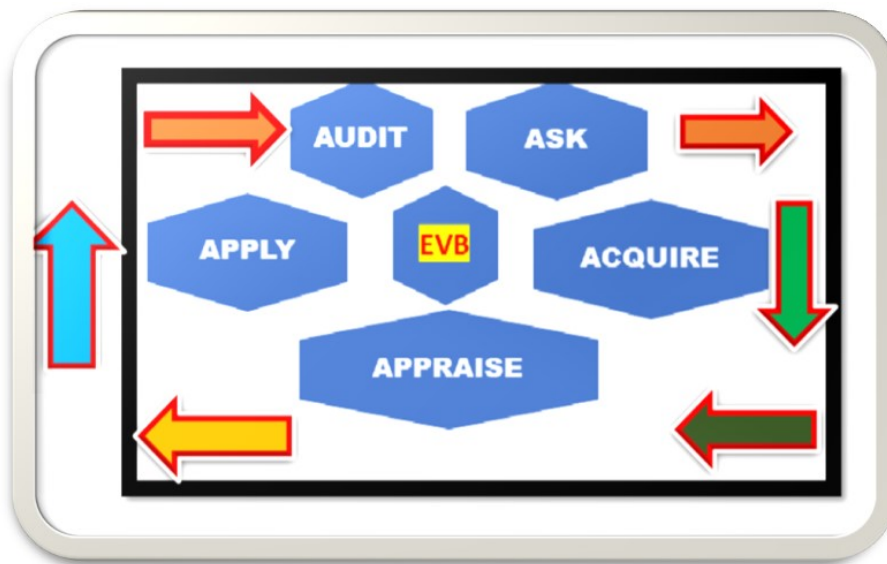 AUDIT
ASK
APPLY
EVB
ACQUIRE
APPRAISE